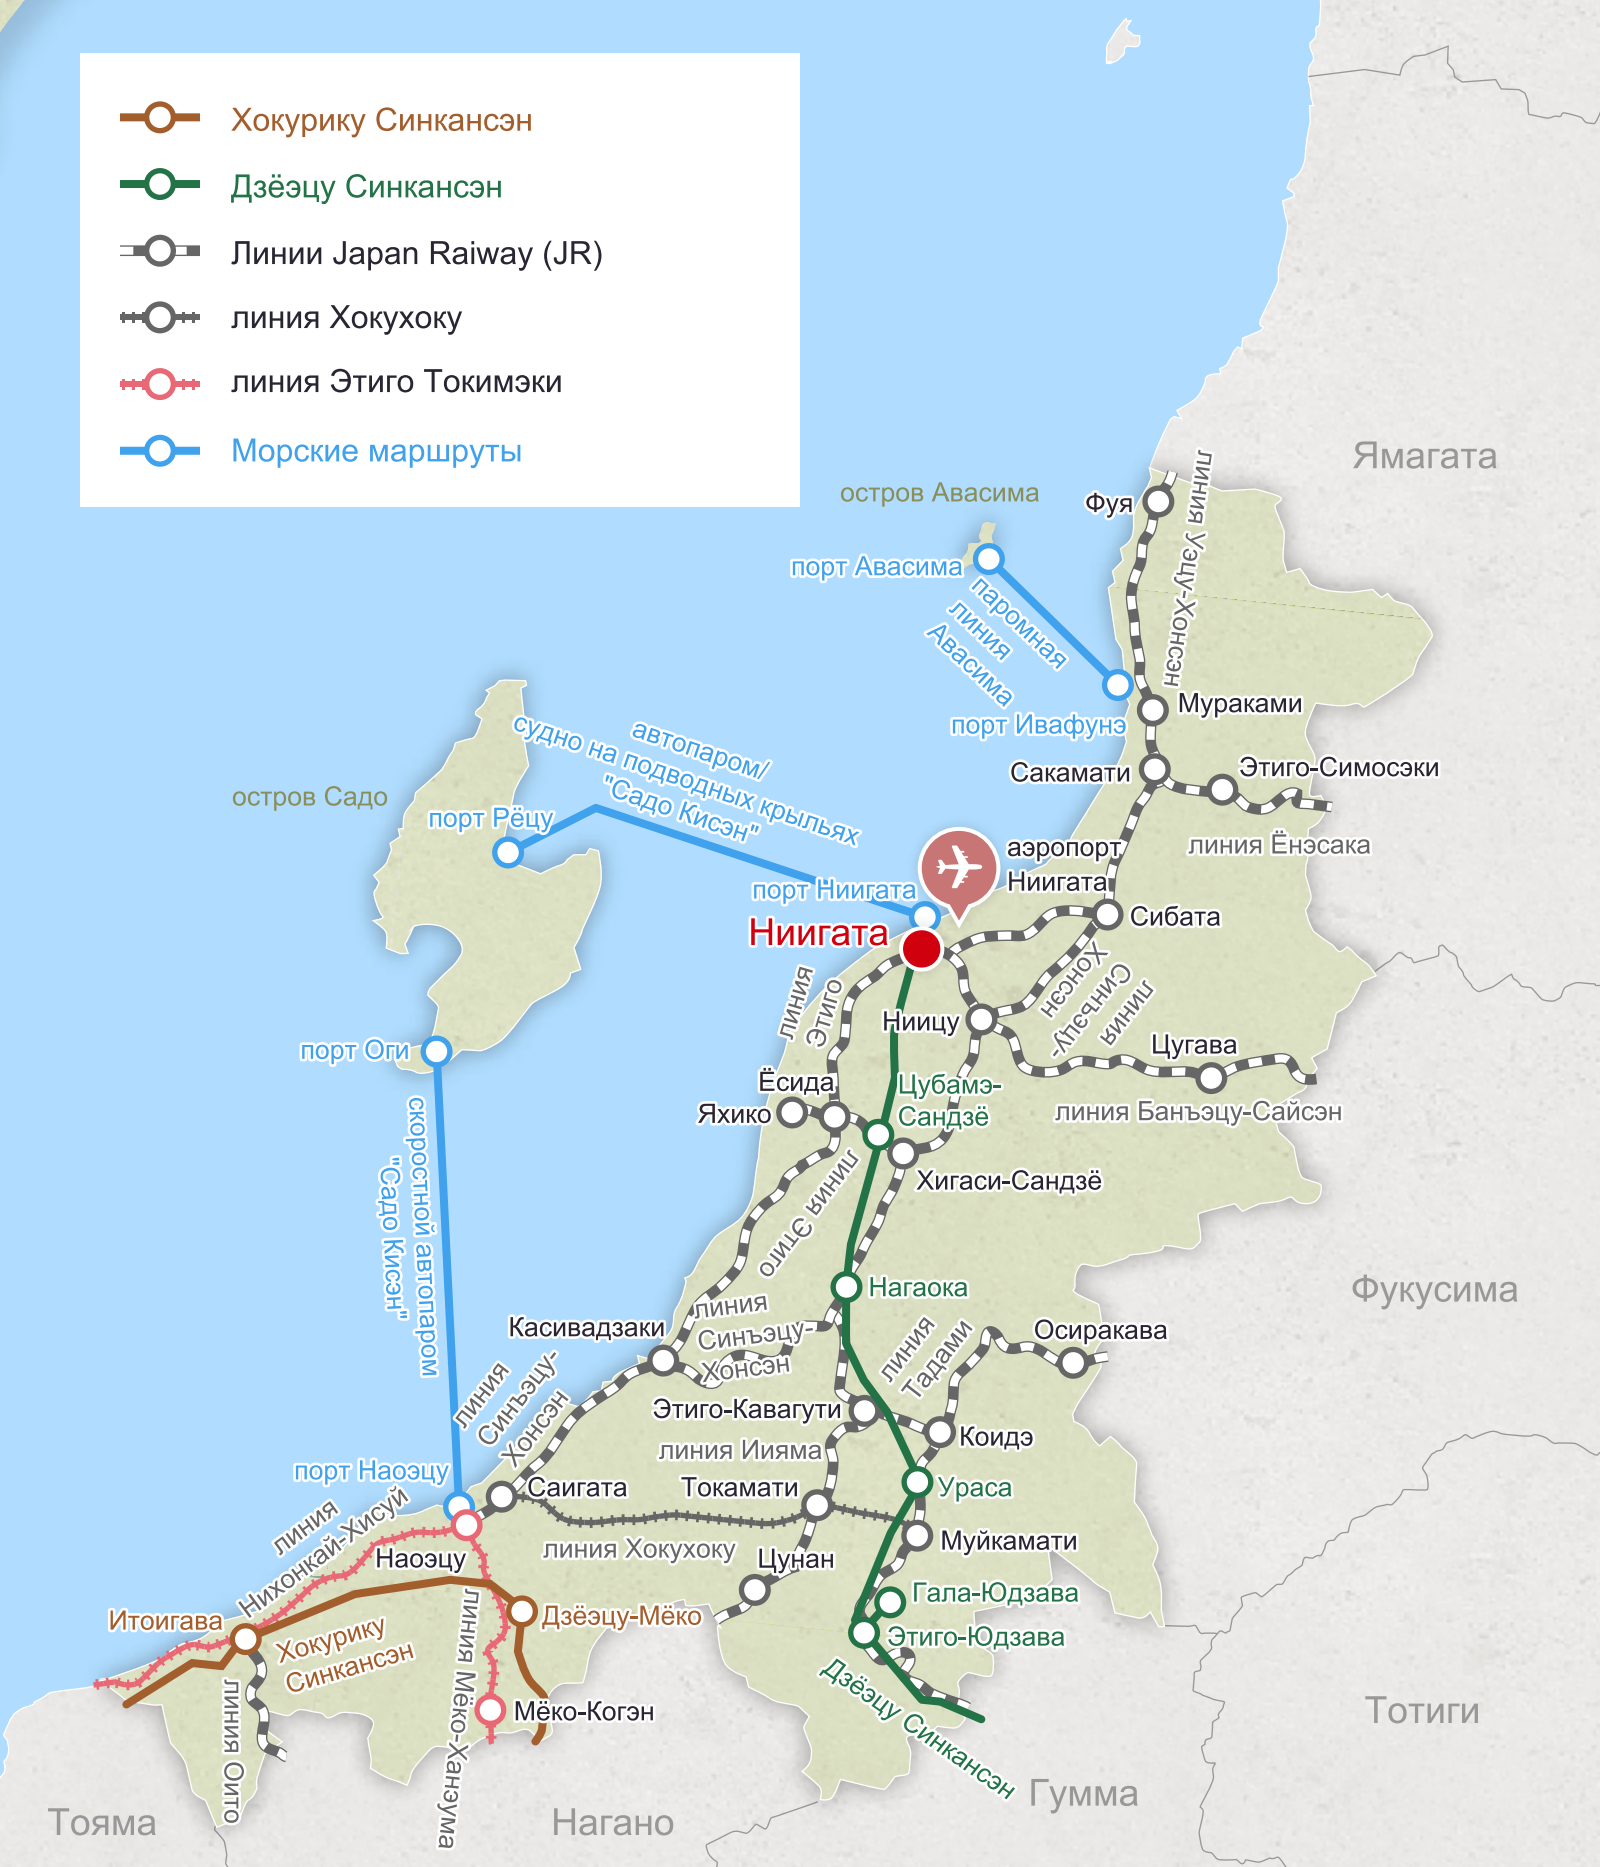 Хокурику Синкансэн
Дзёэцу Синкансэн
Линии Japan Raiway (JR)
линия Хокухоку
линия Этиго Токимэки
Морские маршруты
Ямагата
остров Авасима
Фуя
линия Уэцу-Хонсэн
порт Авасима
паромная
линия
Авасима
Мураками
порт Ивафунэ
Сакамати
Этиго-Симосэки
линия Ёнэсака
остров Садо
автопаром/
судно на подводных крыльях
"Садо Кисэн"
порт Рёцу
аэропорт
Ниигата
порт Ниигата
Ниигата
Сибата
линия
Синъэцу-
Хонсэн
линия
Этиго
Ниицу
порт Оги
Цугава
Ёсида
Цубамэ-
Сандзё
Яхико
линия Банъэцу-Сайсэн
скоростной автопаром
"Садо Кисэн"
линия Этиго
Хигаси-Сандзё
Нагаока
Фукусима
линия
Синъэцу-
Хонсэн
Касивадзаки
линия
Тадами
Осиракава
линия
Синъэцу-
Хонсэн
Этиго-Кавагути
Коидэ
линия Иияма
порт Наоэцу
Саигата
Токамати
Ураса
линия
Нихонкай-Хисуй
Наоэцу
линия Хокухоку
Цунан
Муйкамати
Гала-Юдзава
Итоигава
Дзёэцу-Мёко
Этиго-Юдзава
Хокурику
Синкансэн
линия Мёко-Ханэума
Мёко-Когэн
линия Оито
Дзёэцу Синкансэн
Тотиги
Гумма
Тояма
Нагано